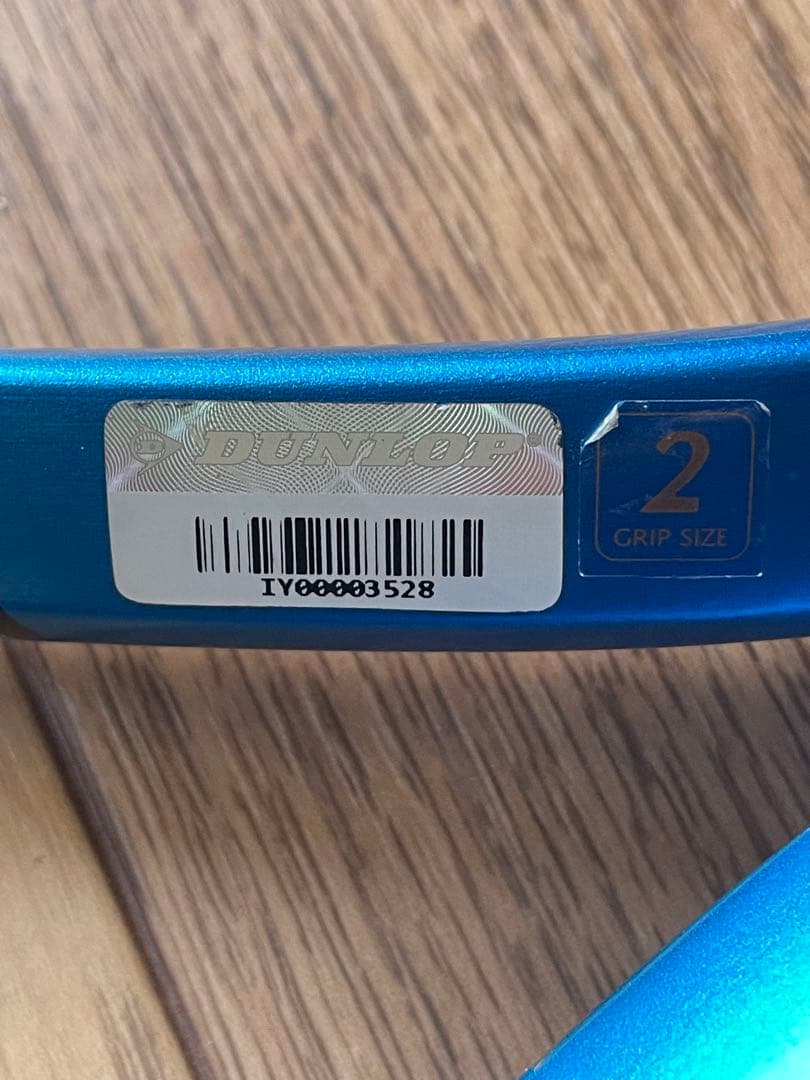 DUNLOP®
IY00003528
2
GRIP SIZE